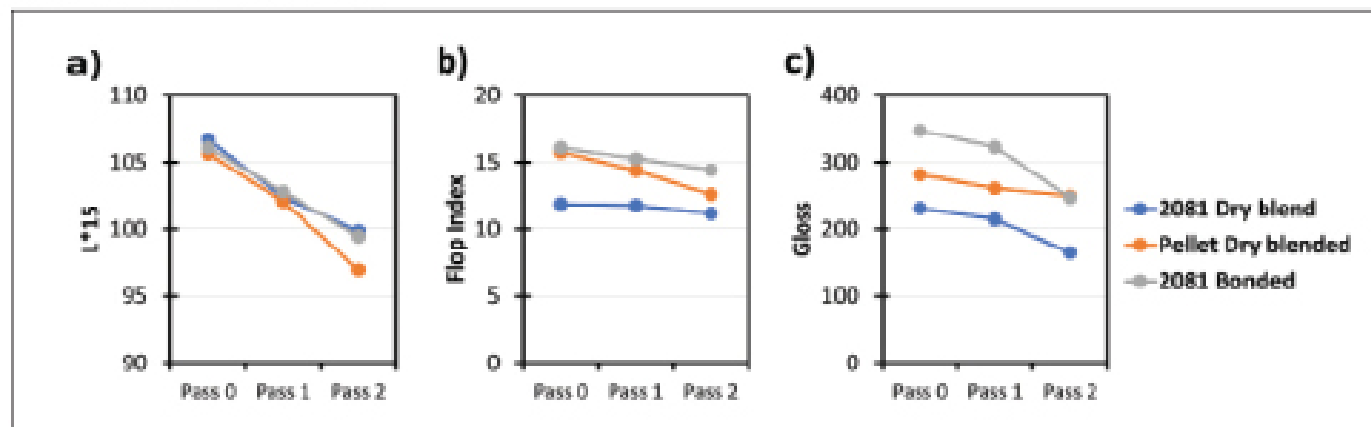 a)
L*15
110
105
100
95
90
Pass 0 Pass 1 Pass 2
b)
Flop Index
20
15
10
5
0
Pass 0 Pass 1 Pass 2
c)
Gloss
400
300
200
100
0
Pass 0 Pass 1 Pass 2
2081 Dry blend
Pellet Dry blended
2081 Bonded